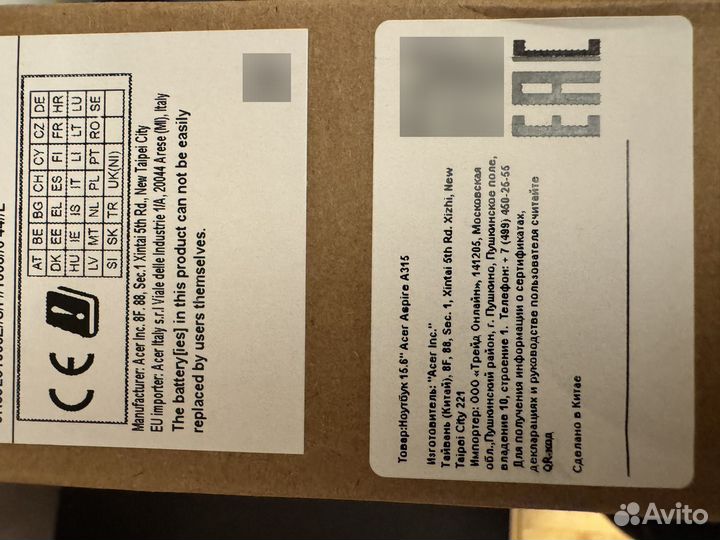 AT BE BG CH CY CZ DE
DK EE EL ES FI FR HR
HU IE IS IT LI LT LU
LV MT NL PL PT RO SE
SI SK TR UK(NI)
CE
Manufacturer: Acer Inc. 8F, 88, Sec.1 Xintai 5th Rd., New Taipei City
EU Importer: Acer Italy s.r.l Viale delle Industrie 1/A, 20044 Arese (MI), Italy
The battery[ies] in this product can not be easily
replaced by users themselves.
EAC
Товар:Ноутбук 15.6" Acer Aspire A315
Изготовитель: "Acer Inc."
Тайвань (Китай), 8F, 88, Sec. 1, Xintai 5th Rd. Xizhi, New
Taipei City 221
Импортер: ООО «Трейд Онлайн», 141205, Московская
обл.,Пушкинский район, г. Пушкино, Пушкинское поле,
владение 10, строение 1. Телефон: + 7 (499) 450-25-55
Для получения информации о сертификатах,
декларациях и руководстве пользователя считайте
QR-код
Сделано в Китае
Avito